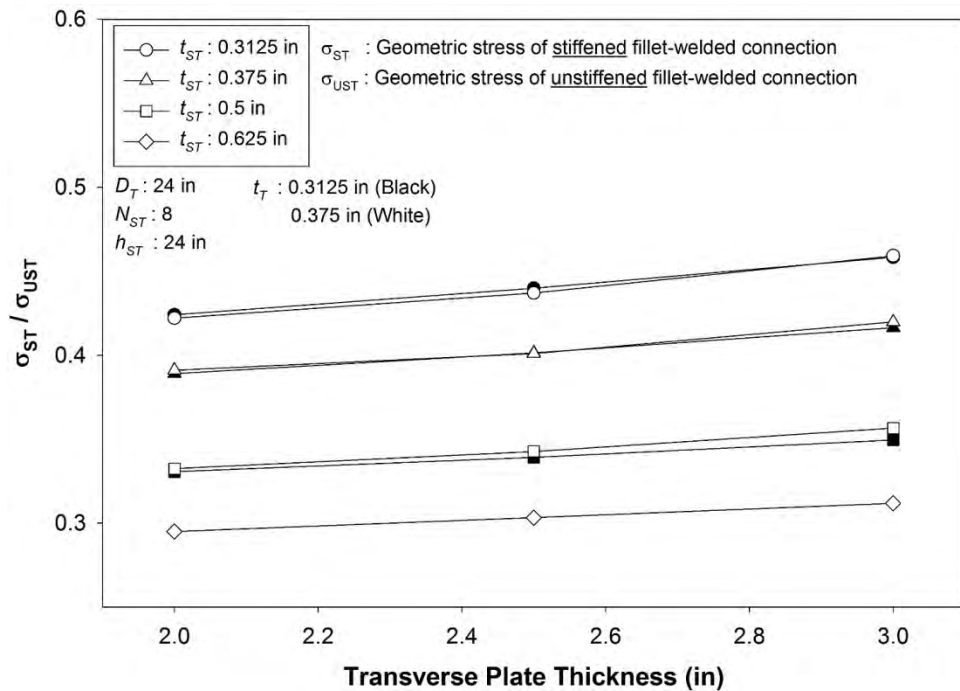 0.6
t_ST : 0.3125 in
σ_ST : Geometric stress of stiffened fillet-welded connection
t_ST : 0.375 in
σ_UST : Geometric stress of unstiffened fillet-welded connection
t_ST : 0.5 in
t_ST : 0.625 in
0.5
D_T : 24 in
t_T : 0.3125 in (Black)
N_ST : 8
0.375 in (White)
h_ST : 24 in
σ_ST / σ_UST
0.4
0.3
2.0 2.2 2.4 2.6 2.8 3.0
Transverse Plate Thickness (in)